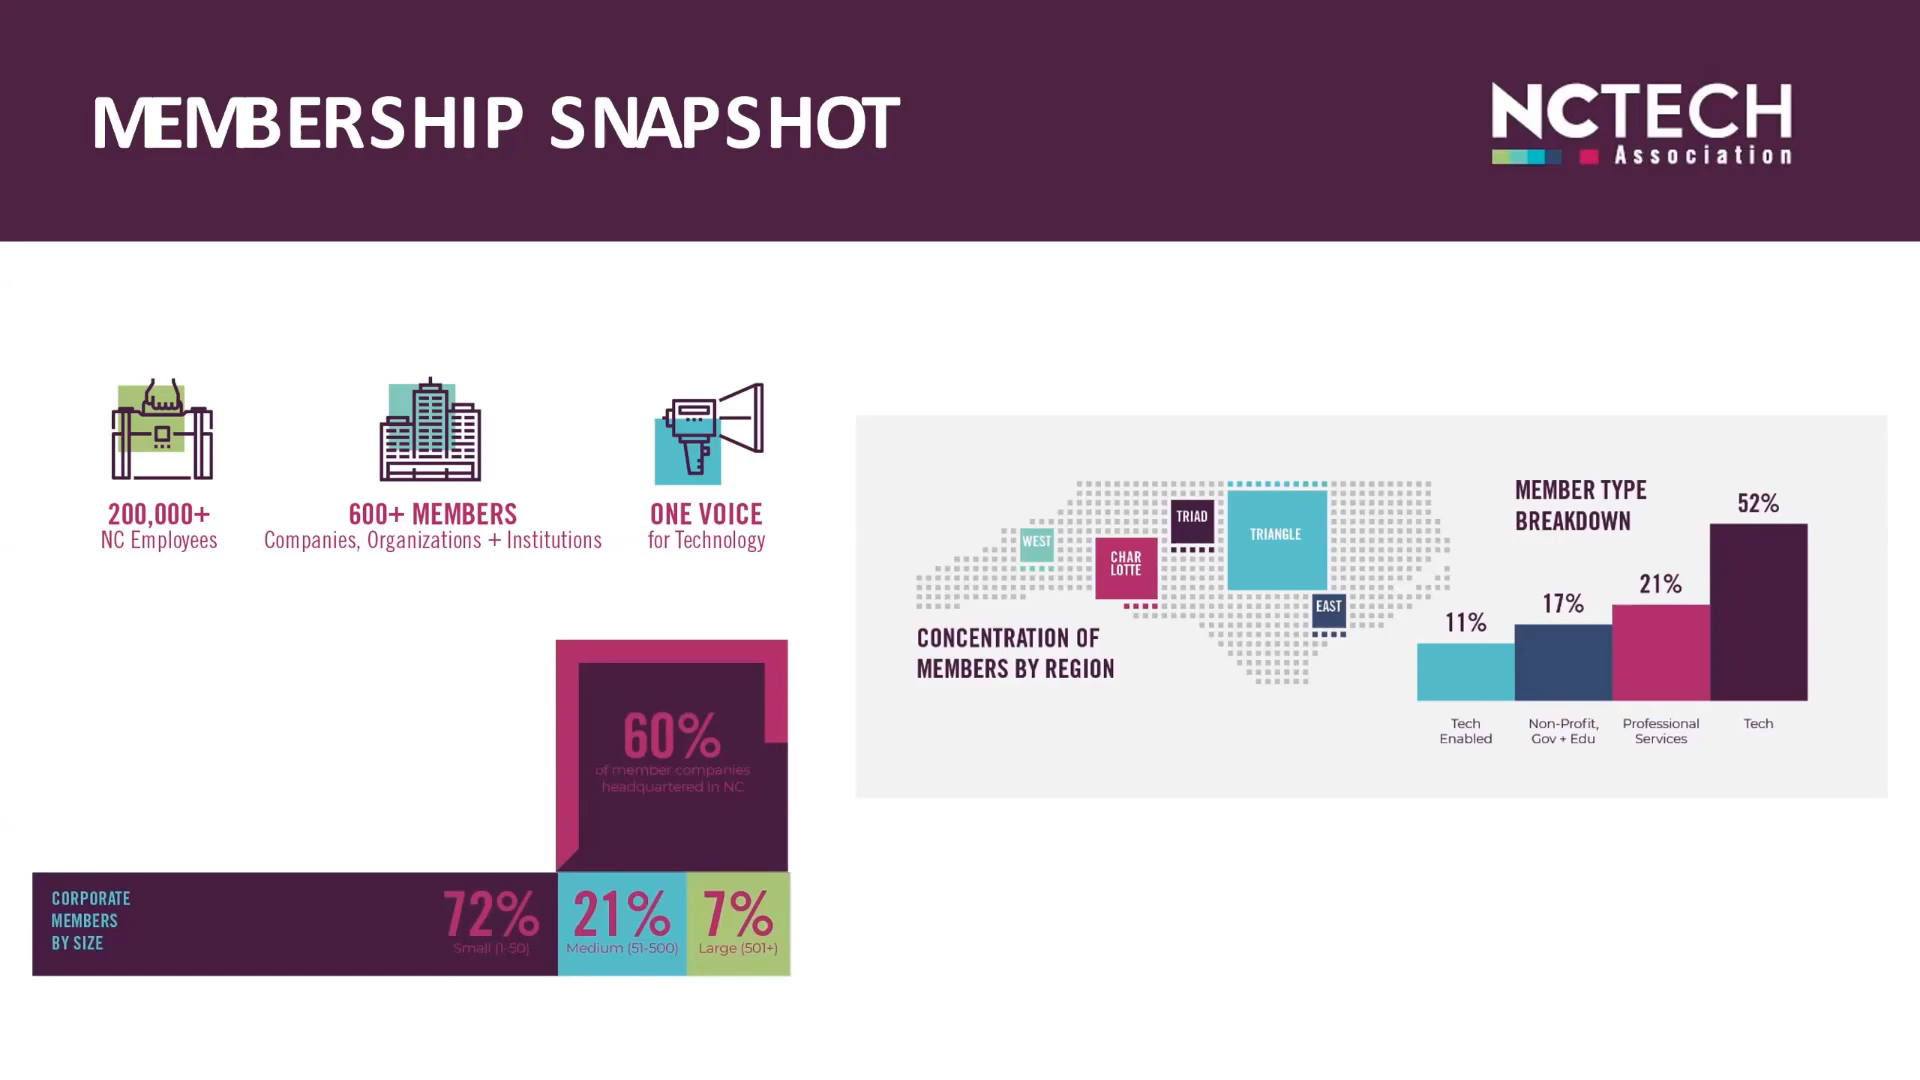 MEMBERSHIP SNAPSHOT
NCTECH
Association
200,000+
NC Employees
600+ MEMBERS
Companies, Organizations + Institutions
ONE VOICE
for Technology
60%
of member companies
headquartered in NC
CORPORATE
MEMBERS
BY SIZE
72%
Small (1-50)
21%
Medium (51-500)
7%
Large (501+)
WEST
CHAR
LOTTE
TRIAD
TRIANGLE
EAST
CONCENTRATION OF
MEMBERS BY REGION
MEMBER TYPE
BREAKDOWN
11%
17%
21%
52%
Tech
Enabled
Non-Profit,
Gov + Edu
Professional
Services
Tech